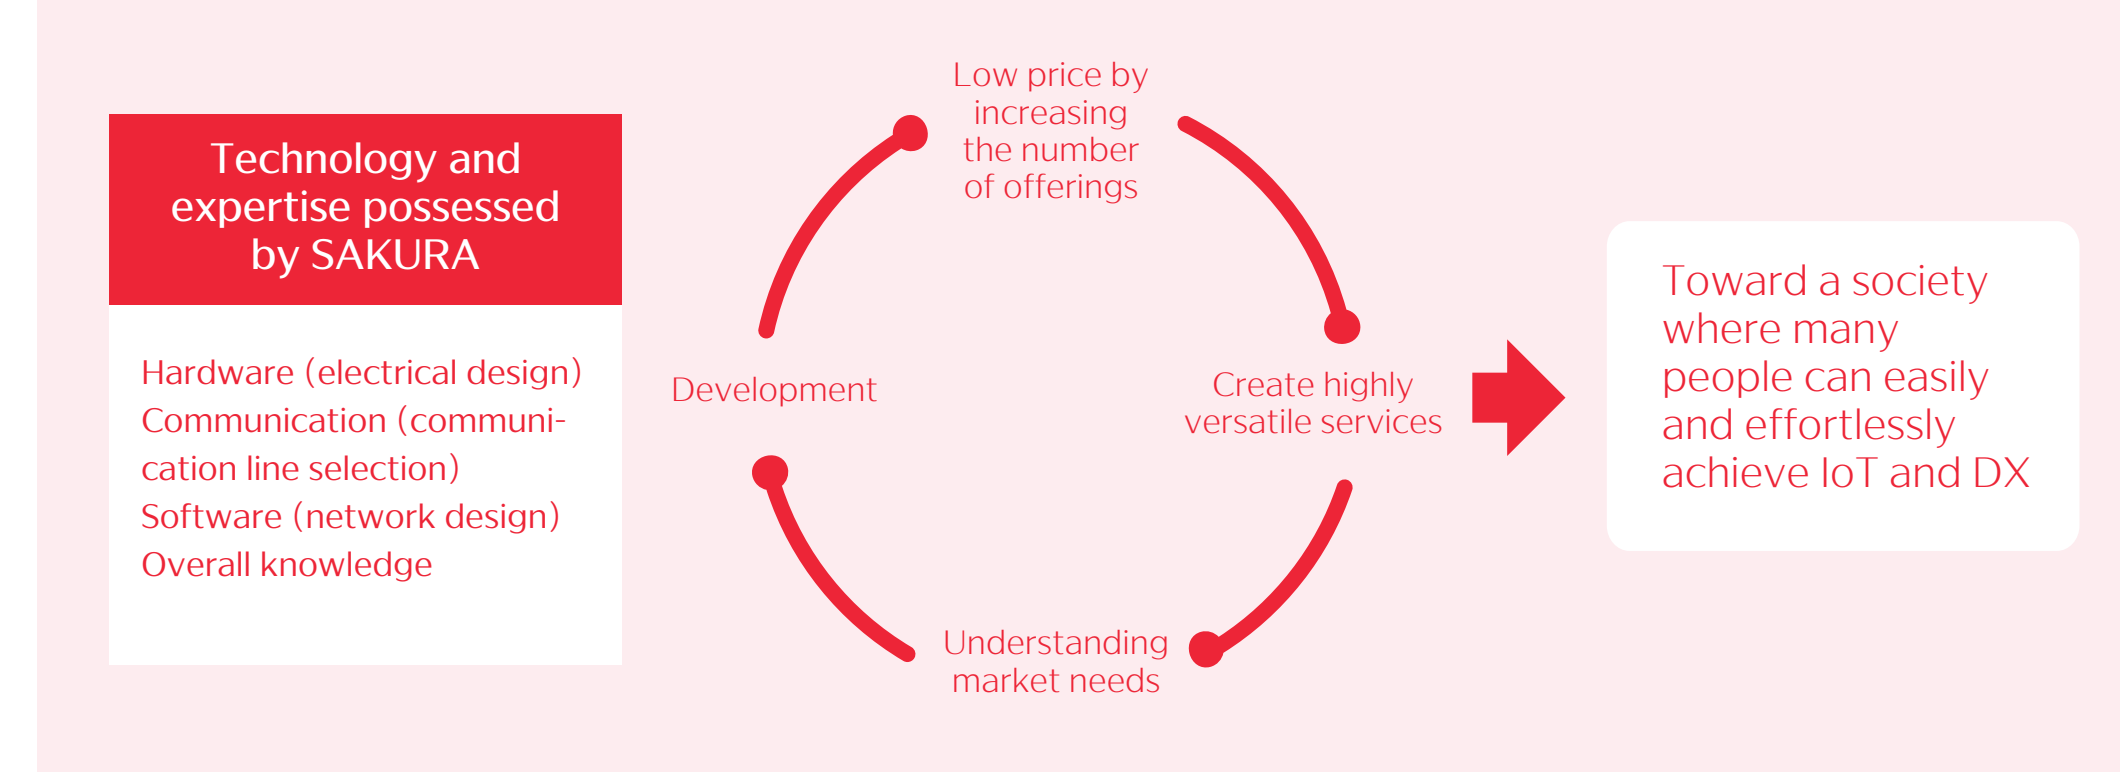 Technology and
expertise possessed
by SAKURA
Hardware (electrical design)
Communication (communi-
cation line selection)
Software (network design)
Overall knowledge
Development
Low price by
increasing
the number
of offerings
Create highly
versatile services
Understanding
market needs
Toward a society
where many
people can easily
and effortlessly
achieve IoT and DX